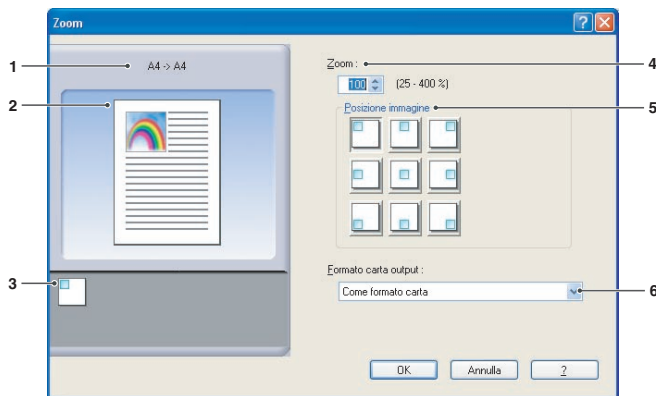 Zoom
1
A4 -> A4
2
3
Zoom :
4
100
(25 - 400 %)
Posizione immagine
5
Formato carta output :
Come formato carta
6
OK
Annulla
?